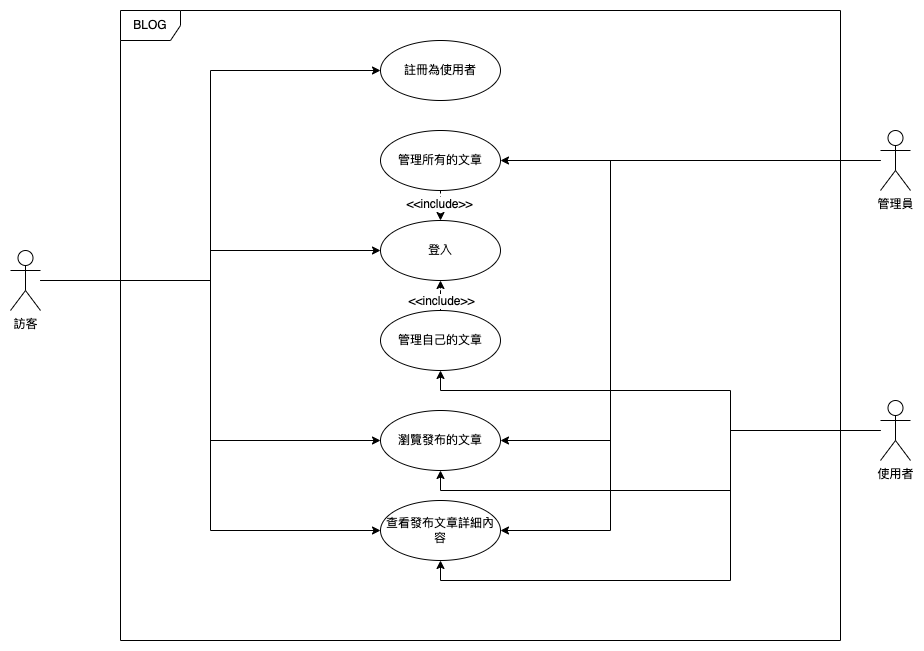 BLOG
註冊為使用者
管理所有的文章
<<include>>
管理員
登入
訪客
<<include>>
管理自己的文章
瀏覽發布的文章
使用者
查看發布文章詳細內
容